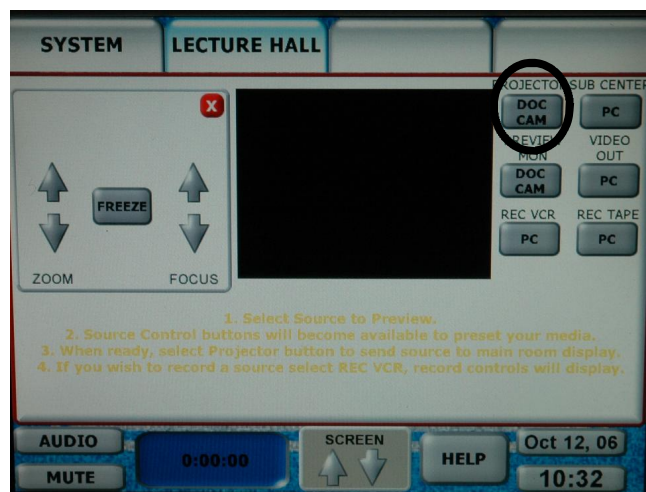 SYSTEM
LECTURE HALL
X
FREEZE
ZOOM
FOCUS
PROJECTOR
DOC
CAM
SUB CENTER
PC
PREVIEW
MON
DOC
CAM
VIDEO
OUT
PC
REC VCR
PC
REC TAPE
PC
1. Select Source to Preview.
2. Source Control buttons will become available to preset your media.
3. When ready, select Projector button to send source to main room display.
4. If you wish to record a source select REC VCR, record controls will display.
AUDIO
MUTE
0:00:00
SCREEN
HELP
Oct 12, 06
10:32